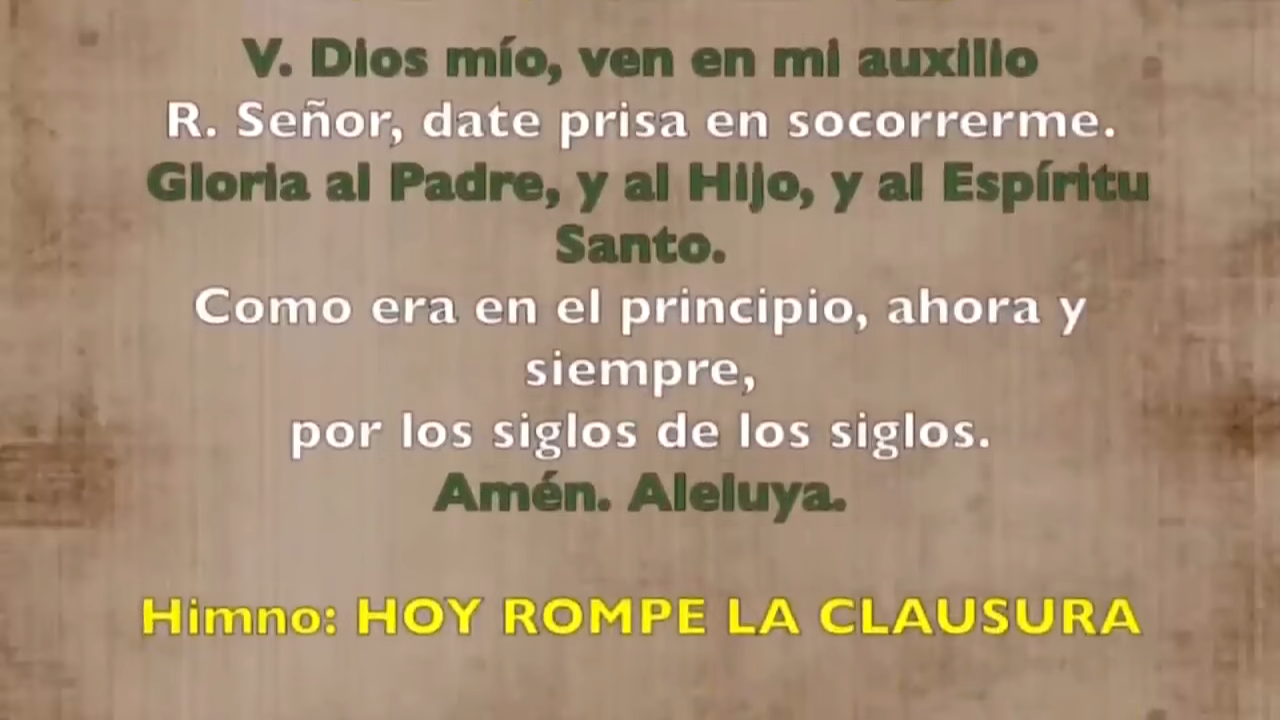 V. Dios mío, ven en mi auxilio
R. Señor, date prisa en socorrerme.
Gloria al Padre, y al Hijo, y al Espíritu
Santo.
Como era en el principio, ahora y
siempre,
por los siglos de los siglos.
Amén. Aleluya.
Himno: HOY ROMPE LA CLAUSURA